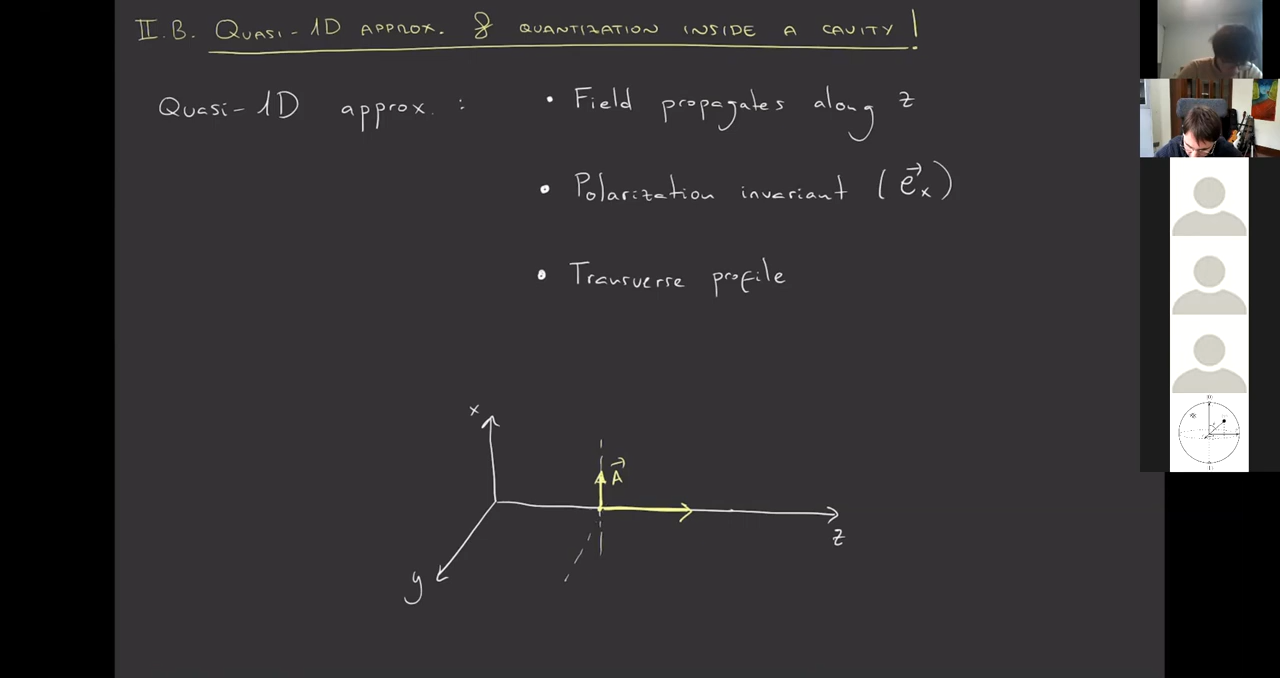 II.B. QUASI-1D APPROX. & QUANTIZATION INSIDE A CAVITY!
Quasi-1D approx. : • Field propagates along z
• Polarization invariant (e⃗x)
• Transverse profile
x
A⃗
z
y